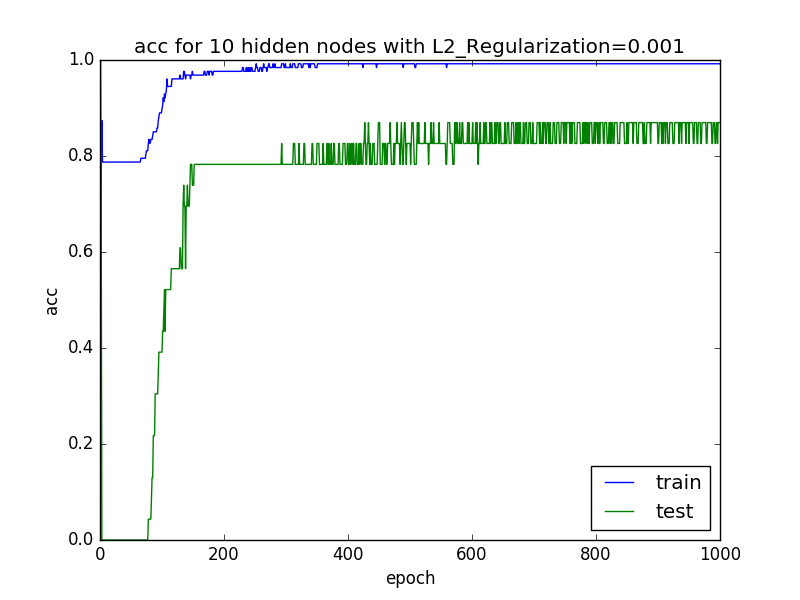 acc for 10 hidden nodes with L2_Regularization=0.001
1.0
0.8
0.6
0.4
0.2
0.0
acc
0 200 400 600 800 1000
epoch
train
test